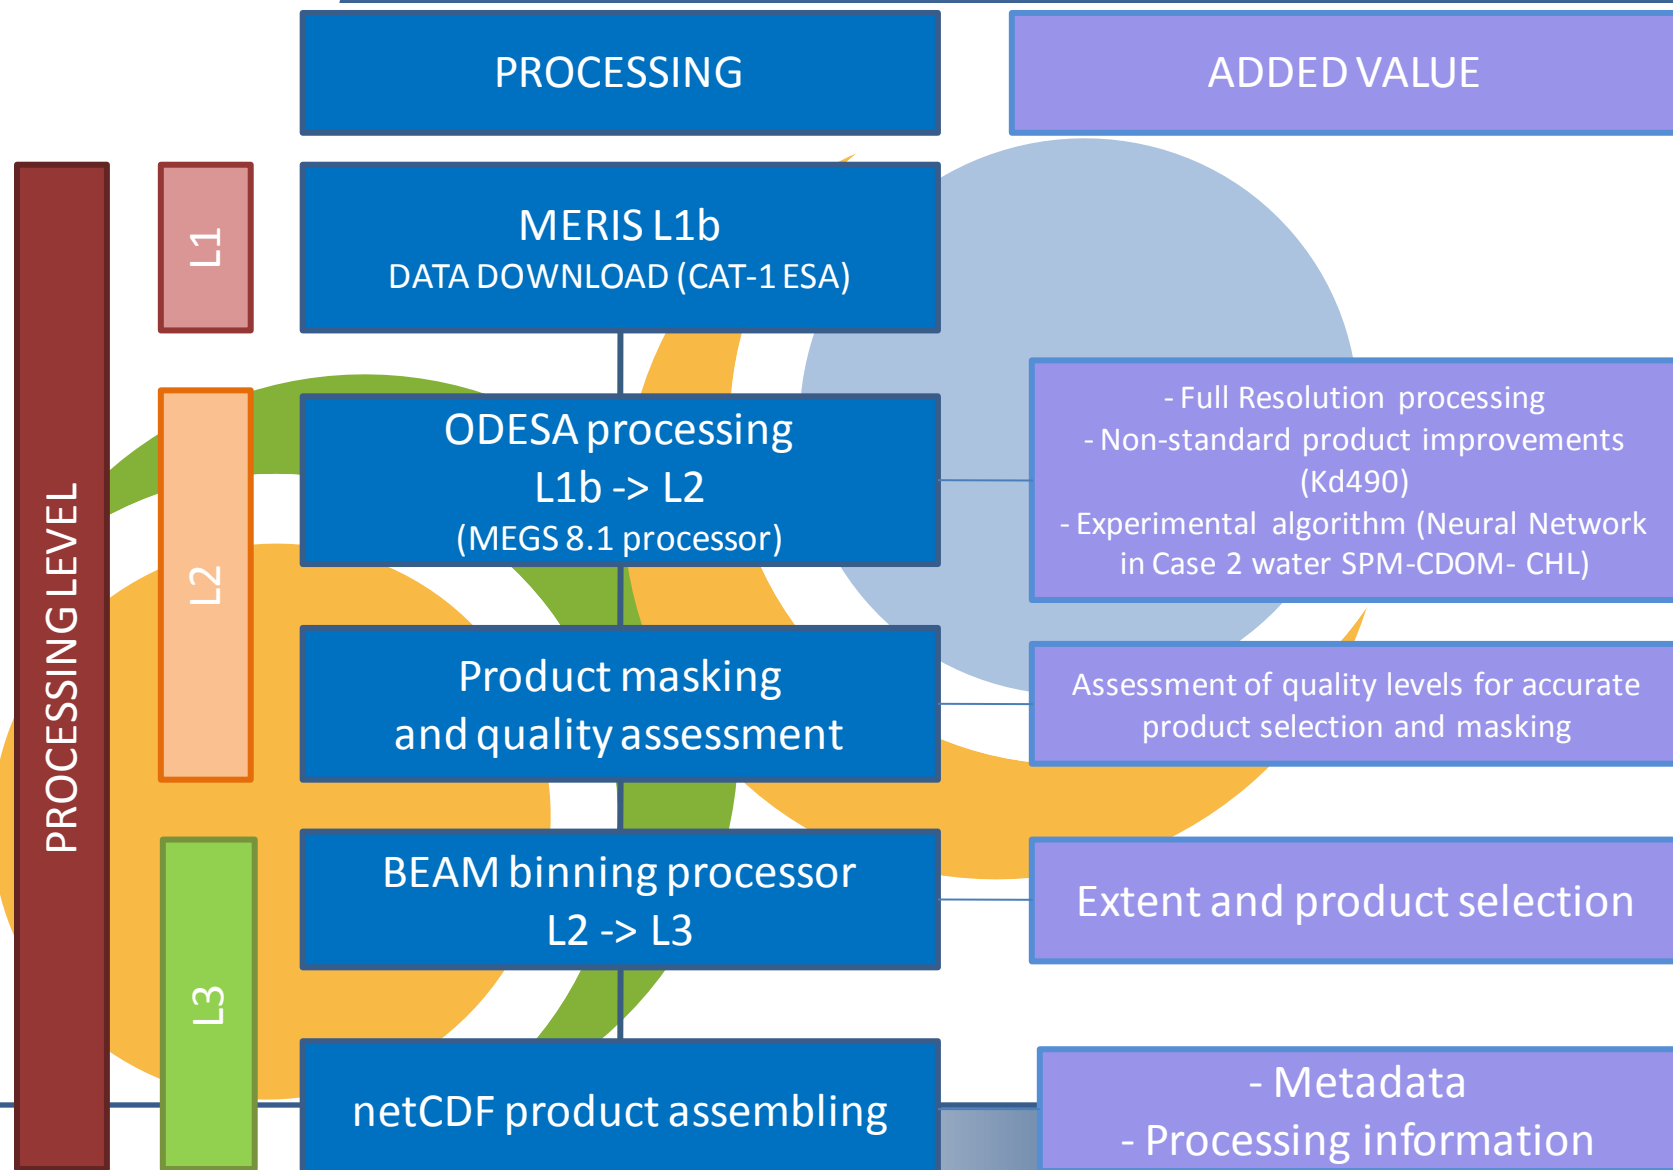 PROCESSING
ADDED VALUE
PROCESSING LEVEL
L1
MERIS L1b
DATA DOWNLOAD (CAT-1 ESA)
L2
ODESA processing
L1b -> L2
(MEGS 8.1 processor)
- Full Resolution processing
- Non-standard product improvements
(Kd490)
- Experimental algorithm (Neural Network
in Case 2 water SPM-CDOM- CHL)
Product masking
and quality assessment
Assessment of quality levels for accurate
product selection and masking
L3
BEAM binning processor
L2 -> L3
Extent and product selection
netCDF product assembling
- Metadata
- Processing information